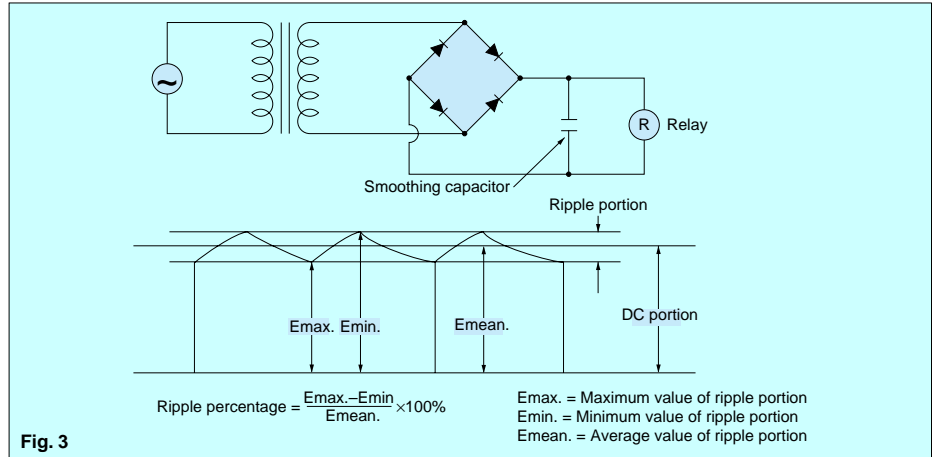 ~
R Relay
Smoothing capacitor
Ripple portion
Emax. Emin. Emean. DC portion
Ripple percentage = Emax.–Emin / Emean. ×100%
Emax. = Maximum value of ripple portion
Emin. = Minimum value of ripple portion
Emean. = Average value of ripple portion
Fig. 3